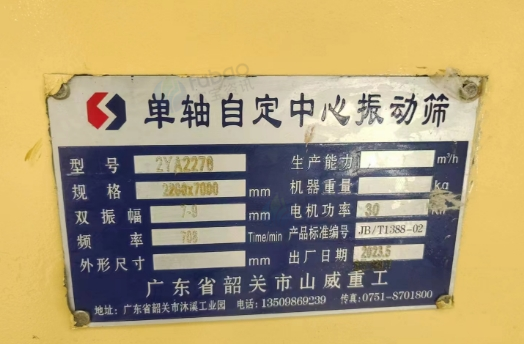 单轴自定中心振动筛
型号 2YA2270 生产能力 m³/h
规格 2200x7000 mm 机器重量 kg
双振幅 7-9 mm 电机功率 30
频率 708 Time/min 产品标准编号 JB/T1388-02
外形尺寸 mm 出厂日期 2023.5
广东省韶关市山威重工
地址:广东省韶关市沐溪工业园 电话:13509869239 传真:0751-8701800